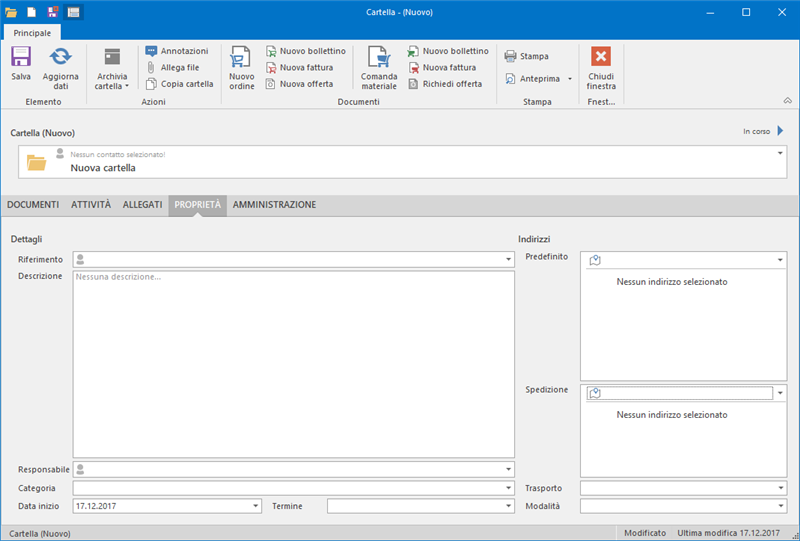 Cartella - (Nuovo)
Principale
Salva
Aggiorna dati
Elemento
Archivia cartella
Annotazioni
Allega file
Copia cartella
Azioni
Nuovo ordine
Nuovo bollettino
Nuova fattura
Nuova offerta
Comanda materiale
Nuovo bollettino
Nuova fattura
Richiedi offerta
Documenti
Stampa
Anteprima
Stampa
Chiudi finestra
Fnest...
Cartella (Nuovo)
In corso
Nessun contatto selezionato!
Nuova cartella
DOCUMENTI ATTIVITÀ ALLEGATI PROPRIETÀ AMMINISTRAZIONE
Dettagli
Riferimento
Descrizione
Nessuna descrizione...
Responsabile
Categoria
Data inizio 17.12.2017 Termine
Indirizzi
Predefinito
Nessun indirizzo selezionato
Spedizione
Nessun indirizzo selezionato
Trasporto
Modalità
Cartella (Nuovo) Modificato Ultima modifica 17.12.2017